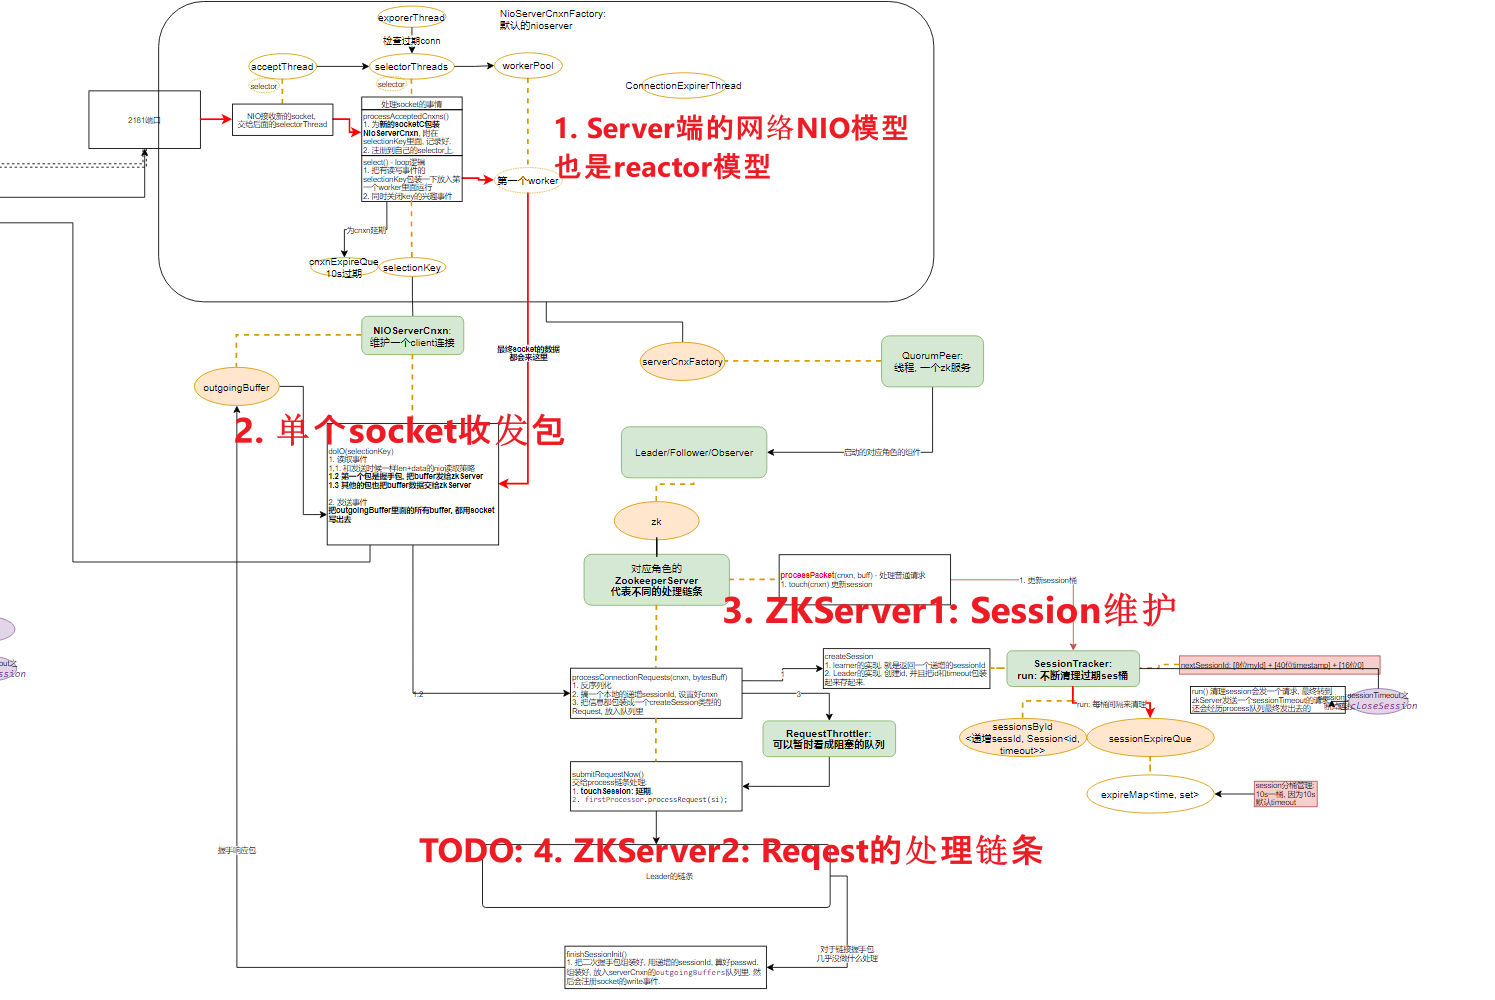 exporerThread
检查过期conn
NioServerCnxnFactory:
默认的nioserver
acceptThread
selector
selectorThreads
selector
workerPool
ConnectionExpirerThread
2181端口
NIO接收新的socket,
交给后面的selectorThread
处理socket的事情
processAcceptedCnxns()
1. 为新的socketC包装
NioServerCnxn, 附在
selectionKey里面, 记录好.
2. 注册到自己的selector上.
select() - loop逻辑
1. 把有读写事件的
selectionKey包装一下放入第
一个worker里面运行
2. 同时关闭key的兴趣事件
1. Server端的网络NIO模型
也是reactor模型
第一个worker
为cnxn延期
cnxnExpireQue
10s过期
selectionKey
NIOServerCnxn:
维护一个client连接
最终socket的数据
都会来这里
serverCnxFactory
QuorumPeer:
线程, 一个zk服务
outgoingBuffer
2. 单个socket收发包
doIO(selectionKey)
1. 读取事件
1.1. 和发送时候一样len+data的nio读取策略
1.2 第一个包是握手包, 把buffer发给zkServer
1.3 其他的包也把buffer数据交给zkServer
2. 发送事件
把outgoingBuffer里面的所有buffer, 都用socket
写出去
Leader/Follower/Observer
启动的对应角色的组件
zk
对应角色的
ZookeeperServer
代表不同的处理链条
processPacket(cnxn, buff) - 处理普通请求
1. touch(cnxn) 更新session
1. 更新session桶
3. ZKServer1: Session维护
processConnectionRequests(cnxn, bytesBuff)
1. 反序列化
2. 搞一个本地的递增sessionId, 设置好cnxn
3. 把信息都包装成一个createSession类型的
Request, 放入队列里
1.2
1
3
createSession
1. learner的实现, 就是返回一个递增的sessionId
2. Leader的实现, 创建id, 并且把id和timeout包装
起来存起来.
SessionTracker:
run: 不断清理过期ses桶
nextSessionId: [8位myId] + [40位timestamp] + [16位0]
run() 清理session会发一个请求, 最终转到
zkServer发送一个sessionTimeout的请求
还会经历process队列最终发出去的
sessionTimeout之
closeSession
out之
ssion
run: 每桶间隔来清理
sessionsById
<递增sessId, Session<id,
timeout>>
sessionExpireQue
expireMap<time, set>
session分桶管理:
10s一桶, 因为10s
默认timeout
RequestThrottler:
可以暂时看成阻塞的队列
submitRequestNow()
交给process链条处理:
1. touchSession: 延期.
2. firstProcessor.processRequest(si);
TODO: 4. ZKServer2: Reqest的处理链条
Leader的链条
握手响应包
对于链接握手包
几乎没做什么处理
finishSessionInit()
1. 把二次握手包组装好, 用递增的sessionId, 算好passwd.
组装好, 放入serverCnxn的outgoingBuffers队列里. 然
后会注册socket的write事件.